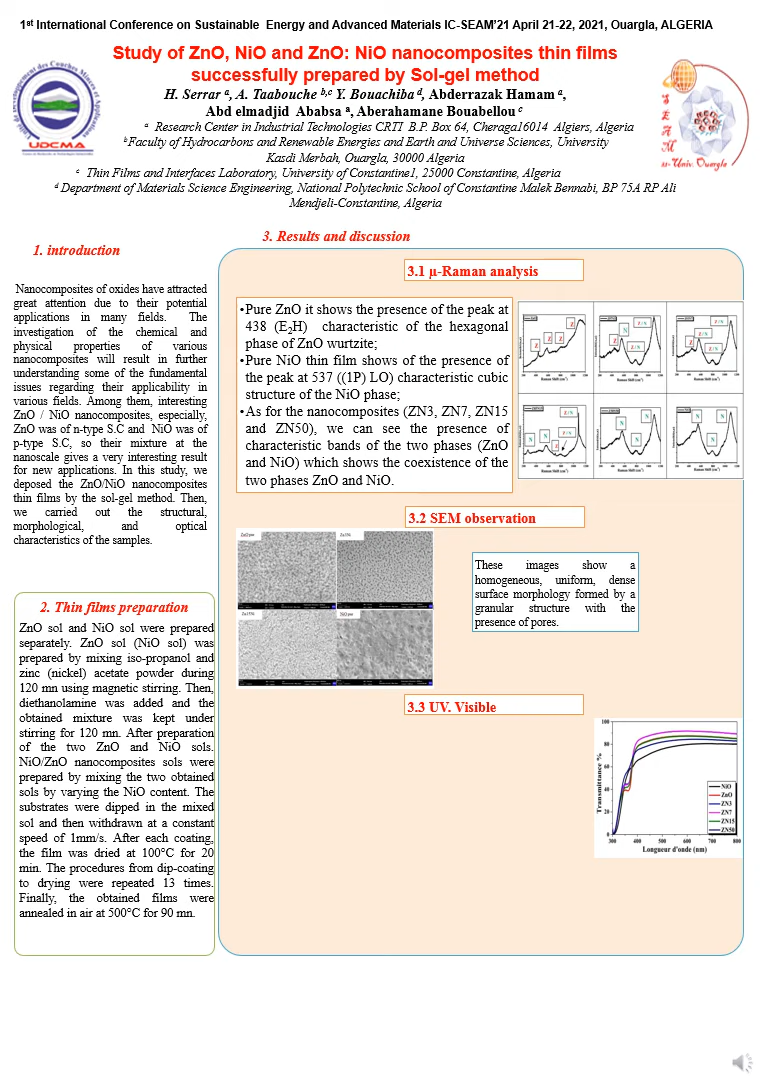 1st International Conference on Sustainable Energy and Advanced Materials IC-SEAM'21 April 21-22, 2021, Ouargla, ALGERIA
Study of ZnO, NiO and ZnO: NiO nanocomposites thin films
successfully prepared by Sol-gel method
H. Serrar a, A. Taabouche b,c Y. Bouachiba d, Abderrazak Hamam a,
Abd elmadjid Ababsa a, Aberahamane Bouabellou c
a Research Center in Industrial Technologies CRTI B.P. Box 64, Cheraga16014 Algiers, Algeria
b Faculty of Hydrocarbons and Renewable Energies and Earth and Universe Sciences, University
Kasdi Merbah, Ouargla, 30000 Algeria
c Thin Films and Interfaces Laboratory, University of Constantine1, 25000 Constantine, Algeria
d Department of Materials Science Engineering, National Polytechnic School of Constantine Malek Bennabi, BP 75A RP Ali
Mendjeli-Constantine, Algeria
UDCMA
S E A M
-Univ. Ouargla
1. introduction
Nanocomposites of oxides have attracted
great attention due to their potential
applications in many fields. The
investigation of the chemical and
physical properties of various
nanocomposites will result in further
understanding some of the fundamental
issues regarding their applicability in
various fields. Among them, interesting
ZnO / NiO nanocomposites, especially,
ZnO was of n-type S.C and NiO was of
p-type S.C, so their mixture at the
nanoscale gives a very interesting result
for new applications. In this study, we
deposed the ZnO/NiO nanocomposites
thin films by the sol-gel method. Then,
we carried out the structural,
morphological, and optical
characteristics of the samples.
2. Thin films preparation
ZnO sol and NiO sol were prepared
separately. ZnO sol (NiO sol) was
prepared by mixing iso-propanol and
zinc (nickel) acetate powder during
120 mn using magnetic stirring. Then,
diethanolamine was added and the
obtained mixture was kept under
stirring for 120 mn. After preparation
of the two ZnO and NiO sols.
NiO/ZnO nanocomposites sols were
prepared by mixing the two obtained
sols by varying the NiO content. The
substrates were dipped in the mixed
sol and then withdrawn at a constant
speed of 1mm/s. After each coating,
the film was dried at 100°C for 20
min. The procedures from dip-coating
to drying were repeated 13 times.
Finally, the obtained films were
annealed in air at 500°C for 90 mn.
3. Results and discussion
3.1 μ-Raman analysis
•Pure ZnO it shows the presence of the peak at
438 (E2H) characteristic of the hexagonal
phase of ZnO wurtzite;
•Pure NiO thin film shows of the presence of
the peak at 537 ((1P) LO) characteristic cubic
structure of the NiO phase;
•As for the nanocomposites (ZN3, ZN7, ZN15
and ZN50), we can see the presence of
characteristic bands of the two phases (ZnO
and NiO) which shows the coexistence of the
two phases ZnO and NiO.
3.2 SEM observation
These images show a
homogeneous, uniform, dense
surface morphology formed by a
granular structure with the
presence of pores.
3.3 UV. Visible
Transmittance %
100
80
60
40
20
0
300 400 500 600 700 800
Longueur d'onde (nm)
NiO
ZnO
ZN3
ZN7
ZN15
ZN50